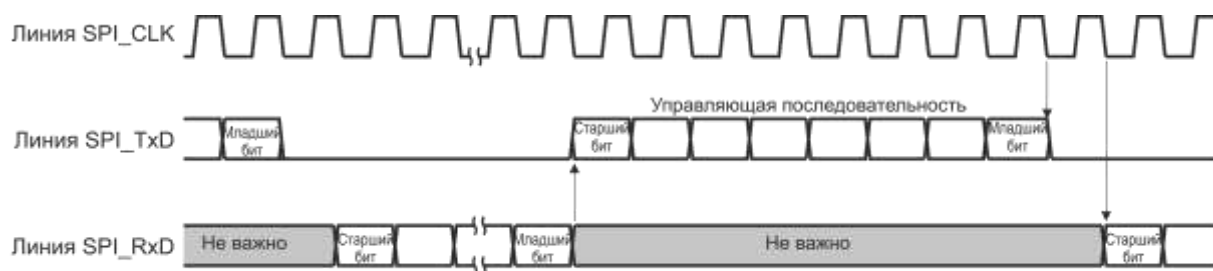 Линия SPI_CLK
Управляющая последовательность
Линия SPI_TxD
Младший бит
Старший бит
Младший бит
Линия SPI_RxD
Не важно
Старший бит
Младший бит
Не важно
Старший бит